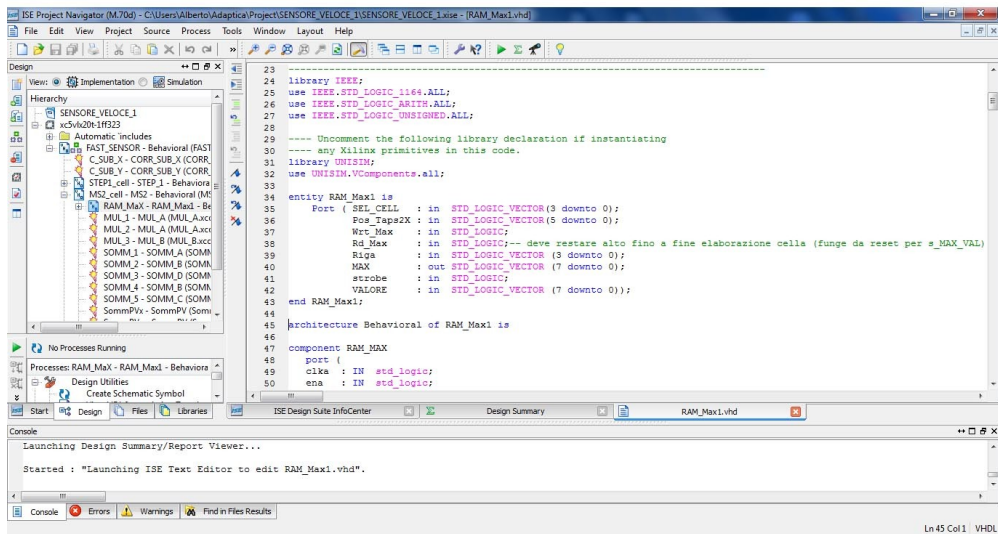 ISE Project Navigator (M.70d) - C:\Users\Alberto\Adaptica\Project\SENSORE_VELOCE_1\SENSORE_VELOCE_1.xise - [RAM_Max1.vhd]
File Edit View Project Source Process Tools Window Layout Help
Design
View: Implementation Simulation
Hierarchy
SENSORE_VELOCE_1
xc5vlx20t-1ff323
Automatic `includes
FAST_SENSOR - Behavioral (FAST
C_SUB_X - CORR_SUB_X (CORR_
C_SUB_Y - CORR_SUB_Y (CORR_
STEP1_cell - STEP_1 - Behaviora
MS2_cell - MS2 - Behavioral (MS
RAM_MaX - RAM_Max1 - Be
MUL_1 - MUL_A (MUL_A.xco
MUL_2 - MUL_A (MUL_A.xco
MUL_3 - MUL_B (MUL_B.xco
SOMM_1 - SOMM_A (SOMM
SOMM_2 - SOMM_B (SOMM
SOMM_3 - SOMM_D (SOMM
SOMM_4 - SOMM_B (SOMM
SOMM_5 - SOMM_C (SOMM
SommPVx - SommPV (Somm
No Processes Running
Processes: RAM_MaX - RAM_Max1 - Behaviora
Design Utilities
Create Schematic Symbol
Start Design Files Libraries
23 --------------------------------------------------------------------------------
24 library IEEE;
25 use IEEE.STD_LOGIC_1164.ALL;
26 use IEEE.STD_LOGIC_ARITH.ALL;
27 use IEEE.STD_LOGIC_UNSIGNED.ALL;
28
29 ---- Uncomment the following library declaration if instantiating
30 ---- any Xilinx primitives in this code.
31 library UNISIM;
32 use UNISIM.VComponents.all;
33
34 entity RAM_Max1 is
35 Port ( SEL_CELL : in STD_LOGIC_VECTOR(3 downto 0);
36 Pos_Taps2X : in STD_LOGIC_VECTOR(5 downto 0);
37 Wrt_Max : in STD_LOGIC;
38 Rd_Max : in STD_LOGIC;-- deve restare alto fino a fine elaborazione cella (funge da reset per s_MAX_VAL)
39 Riga : in STD_LOGIC_VECTOR (3 downto 0);
40 MAX : out STD_LOGIC_VECTOR (7 downto 0);
41 strobe : in STD_LOGIC;
42 VALORE : in STD_LOGIC_VECTOR (7 downto 0));
43 end RAM_Max1;
44
45 architecture Behavioral of RAM_Max1 is
46
47 component RAM_MAX
48 port (
49 clka : IN std_logic;
50 ena : IN std_logic;
ISE Design Suite InfoCenter Design Summary RAM_Max1.vhd
Console
Launching Design Summary/Report Viewer...
Started : "Launching ISE Text Editor to edit RAM_Max1.vhd".
Console Errors Warnings Find in Files Results
Ln 45 Col 1 VHDL